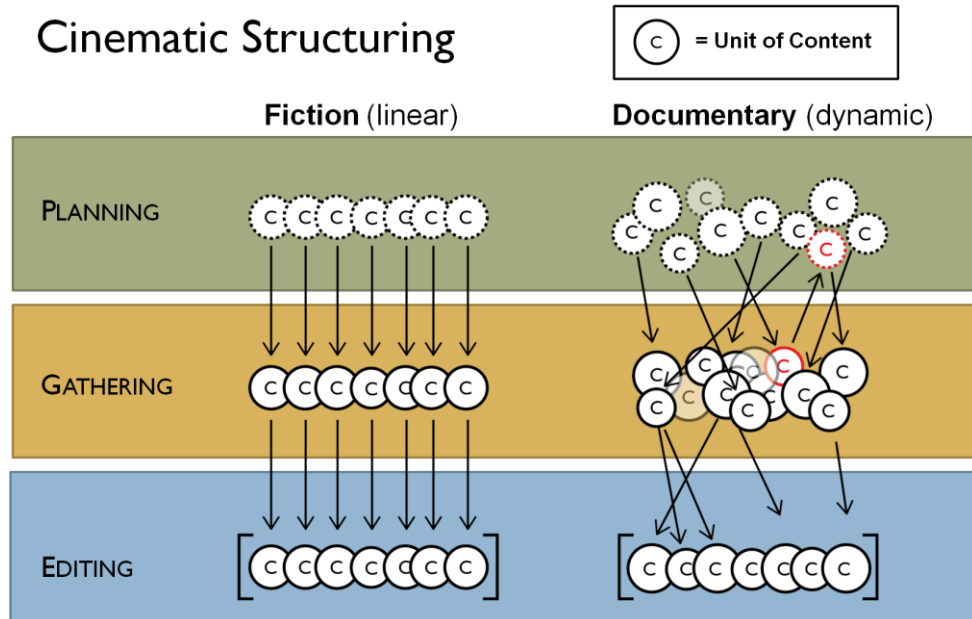 Cinematic Structuring
C = Unit of Content
Fiction (linear)
Documentary (dynamic)
PLANNING
C C C C C C C
C C C C C C C C C C
GATHERING
C C C C C C C
C C C C C C C C C C C C C
EDITING
[C C C C C C C]
[C C C C C C C]